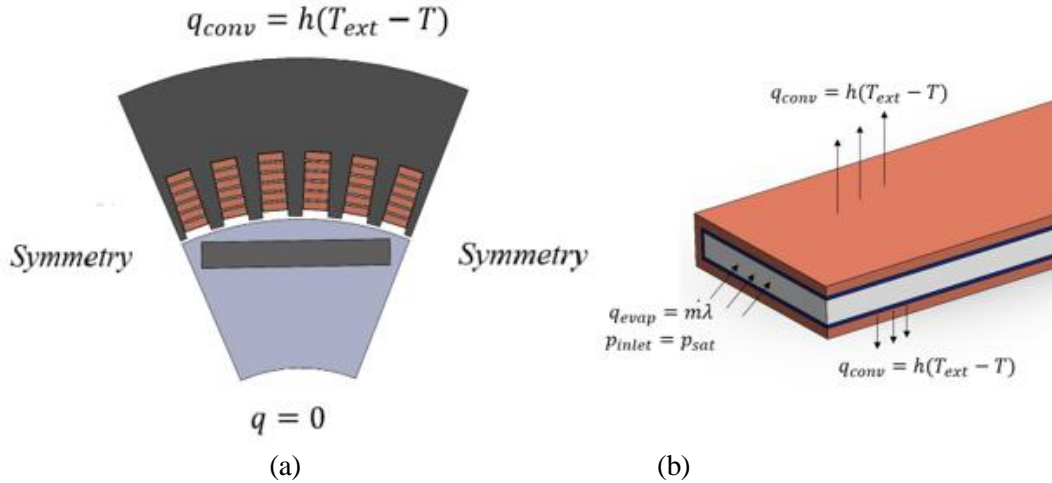 q_conv = h(T_ext − T)
Symmetry
Symmetry
q = 0
(a)
q_conv = h(T_ext − T)
q_evap = ṁλ
p_inlet = p_sat
q_conv = h(T_ext − T)
(b)